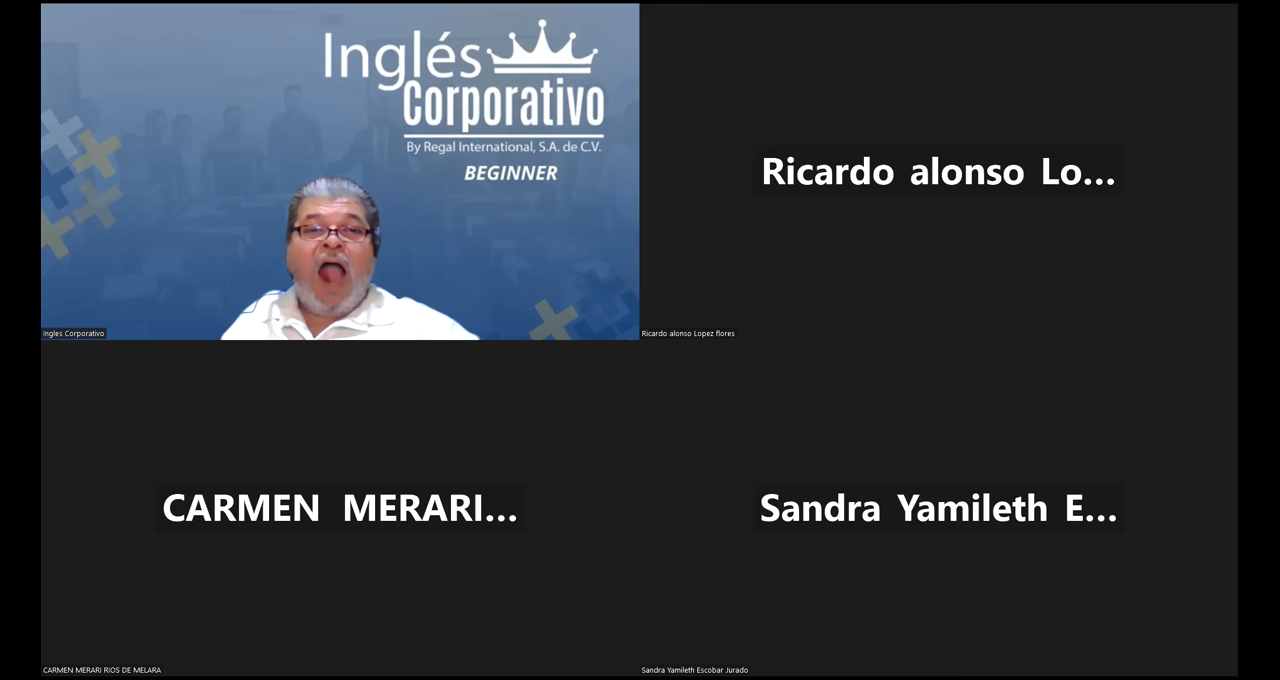 Inglés
Corporativo
By Regal International, S.A. de C.V.
BEGINNER
Ingles Corporativo
Ricardo alonso Lo...
Ricardo alonso Lopez flores
CARMEN MERARI...
CARMEN MERARI RIOS DE MELARA
Sandra Yamileth E...
Sandra Yamileth Escobar Jurado